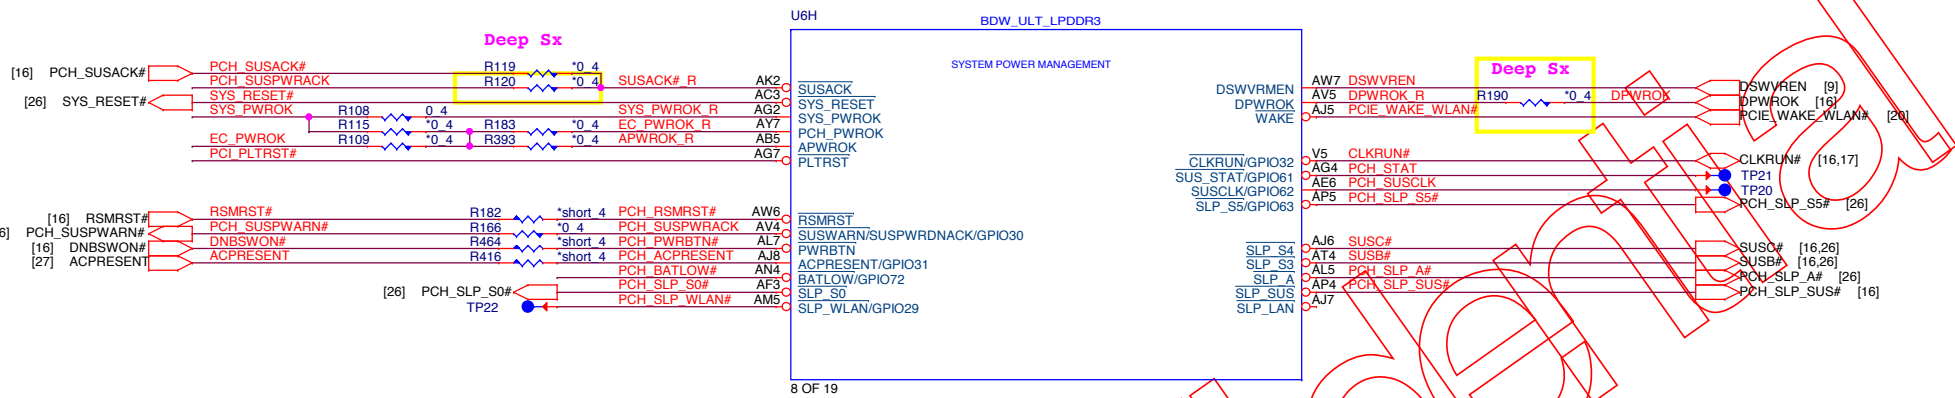 U6H
BDW_ULT_LPDDR3
Deep Sx
SYSTEM POWER MANAGEMENT
[16] PCH_SUSACK# PCH_SUSACK# R119 *0_4
PCH_SUSPWRACK R120 *0_4 SUSACK#_R AK2 SUSACK
[26] SYS_RESET# SYS_RESET# AC3 SYS_RESET
SYS_PWROK R108 0_4 SYS_PWROK_R AG2 SYS_PWROK
R115 *0_4 R183 *0_4 EC_PWROK_R AY7 PCH_PWROK
EC_PWROK R109 *0_4 R393 *0_4 APWROK_R AB5 APWROK
PCI_PLTRST# AG7 PLTRST
[16] RSMRST# RSMRST# R182 *short_4 PCH_RSMRST# AW6 RSMRST
6] PCH_SUSPWARN# PCH_SUSPWARN# R166 *0_4 PCH_SUSPWRACK AV4 SUSWARN/SUSPWRDNACK/GPIO30
[16] DNBSWON# DNBSWON# R464 *short_4 PCH_PWRBTN# AL7 PWRBTN
[27] ACPRESENT ACPRESENT R416 *short_4 PCH_ACPRESENT AJ8 ACPRESENT/GPIO31
PCH_BATLOW# AN4 BATLOW/GPIO72
[26] PCH_SLP_S0# PCH_SLP_S0# AF3 SLP_S0
TP22 PCH_SLP_WLAN# AM5 SLP_WLAN/GPIO29
Deep Sx
DSWVRMEN AW7 DSWVREN DSWVREN [9]
DPWROK AV5 DPWROK_R R190 *0_4 DPWROK DPWROK [16]
WAKE AJ5 PCIE_WAKE_WLAN# PCIE_WAKE_WLAN# [20]
CLKRUN/GPIO32 V5 CLKRUN# CLKRUN# [16,17]
SUS_STAT/GPIO61 AG4 PCH_STAT TP21
SUSCLK/GPIO62 AE6 PCH_SUSCLK TP20
SLP_S5/GPIO63 AP5 PCH_SLP_S5# PCH_SLP_S5# [26]
SLP_S4 AJ6 SUSC# SUSC# [16,26]
SLP_S3 AT4 SUSB# SUSB# [16,26]
SLP_A AL5 PCH_SLP_A# PCH_SLP_A# [26]
SLP_SUS AP4 PCH_SLP_SUS# PCH_SLP_SUS# [16]
SLP_LAN AJ7
8 OF 19